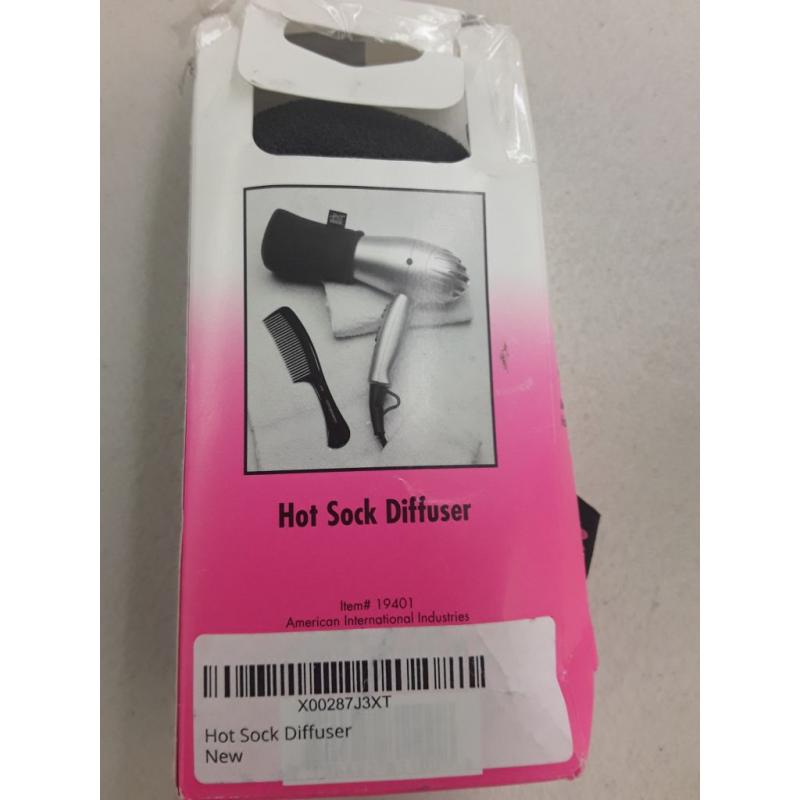 Hot Sock Diffuser
Item# 19401
American International Industries
X00287J3XT
Hot Sock Diffuser
New